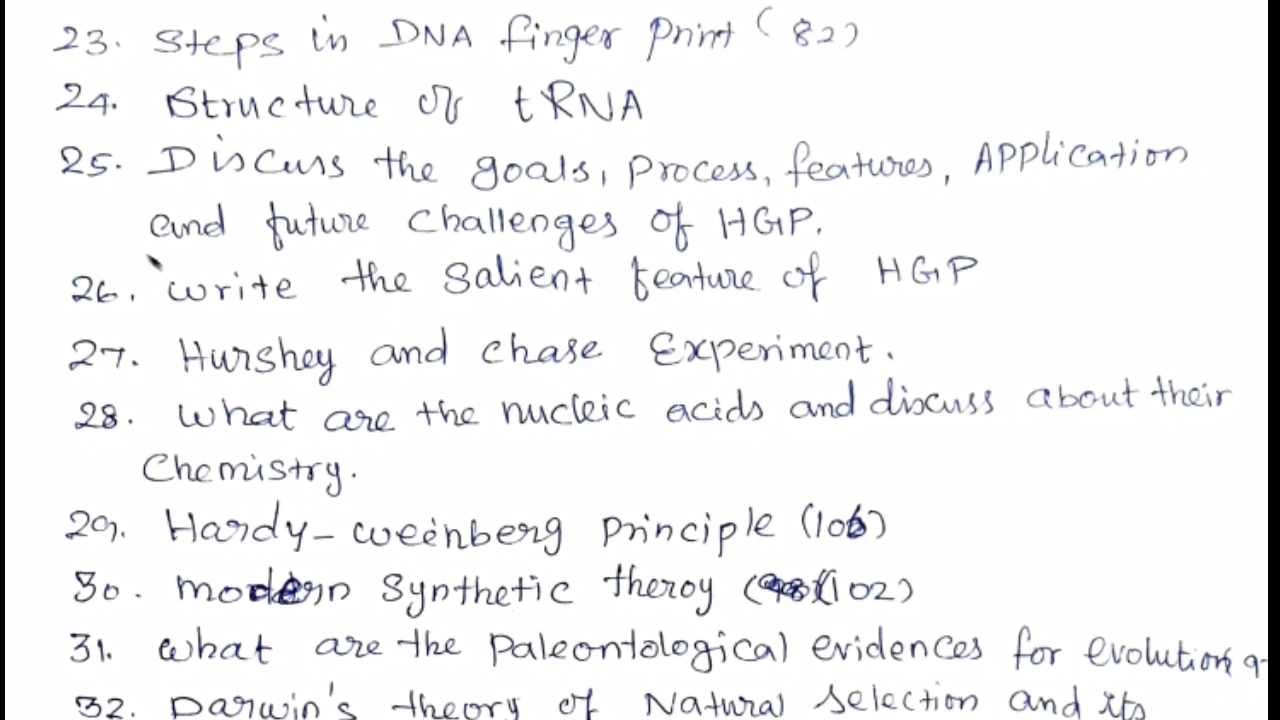 23. Steps in DNA finger Print (82)
24. Structure of tRNA
25. Discuss the goals, Process, features, Application
and future Challenges of HGP.
26. Write the Salient feature of HGP
27. Hurshey and chase Experiment.
28. What are the nucleic acids and discuss about their
Chemistry.
29. Hardy-Weinberg Principle (106)
30. modern Synthetic theroy (102)
31. What are the Paleontological evidences for evolution
32. Darwin's theory of Natural Selection and its